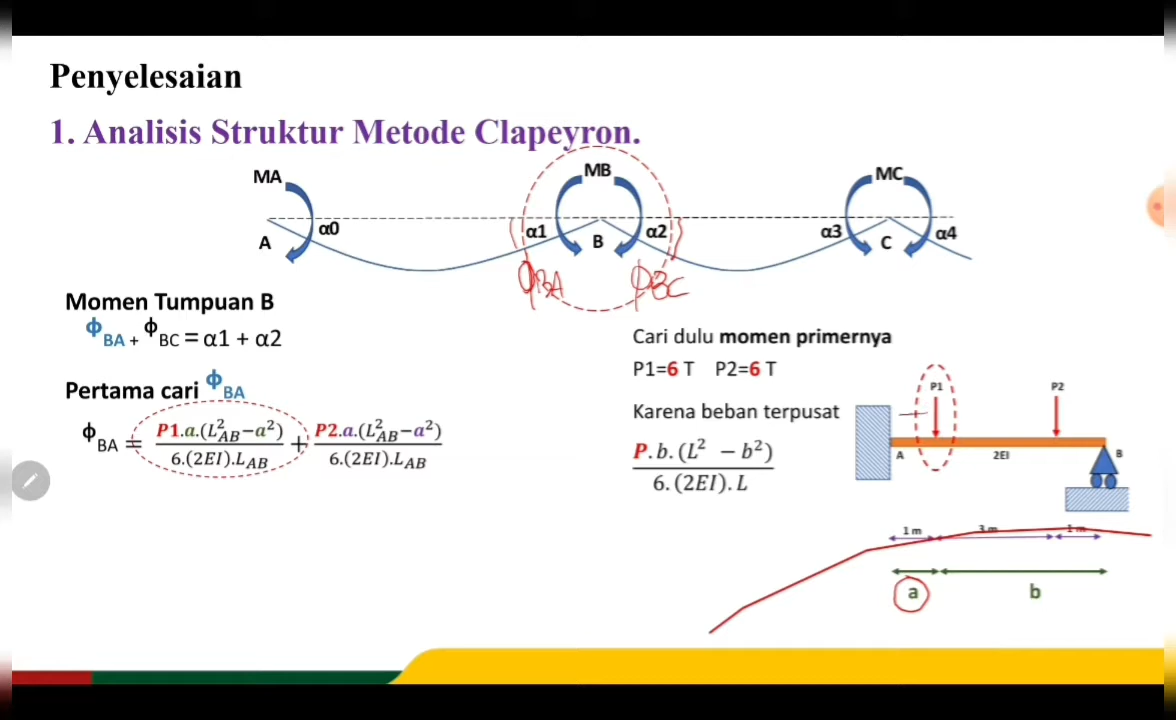 Penyelesaian
1. Analisis Struktur Metode Clapeyron.
MA MB MC
α0 α1 α2 α3 α4
A B C
ΦBA ΦBC
Momen Tumpuan B
ϕBA + ϕBC = α1 + α2
Pertama cari ϕBA
ϕBA = P1.a.(L²AB−a²) / 6.(2EI).LAB + P2.a.(L²AB−a²) / 6.(2EI).LAB
Cari dulu momen primernya
P1=6 T P2=6 T
Karena beban terpusat
P.b.(L² − b²) / 6.(2EI).L
P1 P2
A 2EI B
1 m 3 m 1 m
a b